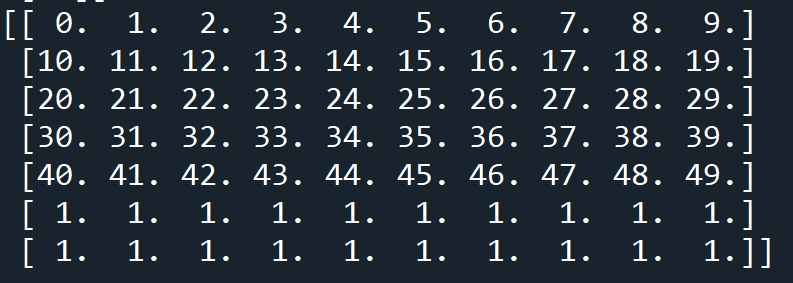 [[ 0.  1.  2.  3.  4.  5.  6.  7.  8.  9.]
 [10. 11. 12. 13. 14. 15. 16. 17. 18. 19.]
 [20. 21. 22. 23. 24. 25. 26. 27. 28. 29.]
 [30. 31. 32. 33. 34. 35. 36. 37. 38. 39.]
 [40. 41. 42. 43. 44. 45. 46. 47. 48. 49.]
 [ 1.  1.  1.  1.  1.  1.  1.  1.  1.  1.]
 [ 1.  1.  1.  1.  1.  1.  1.  1.  1.  1.]]